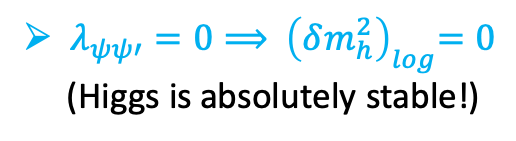 ➢ λ_{ψψ′} = 0 ⟹ (δm_h^2)_{log} = 0
(Higgs is absolutely stable!)